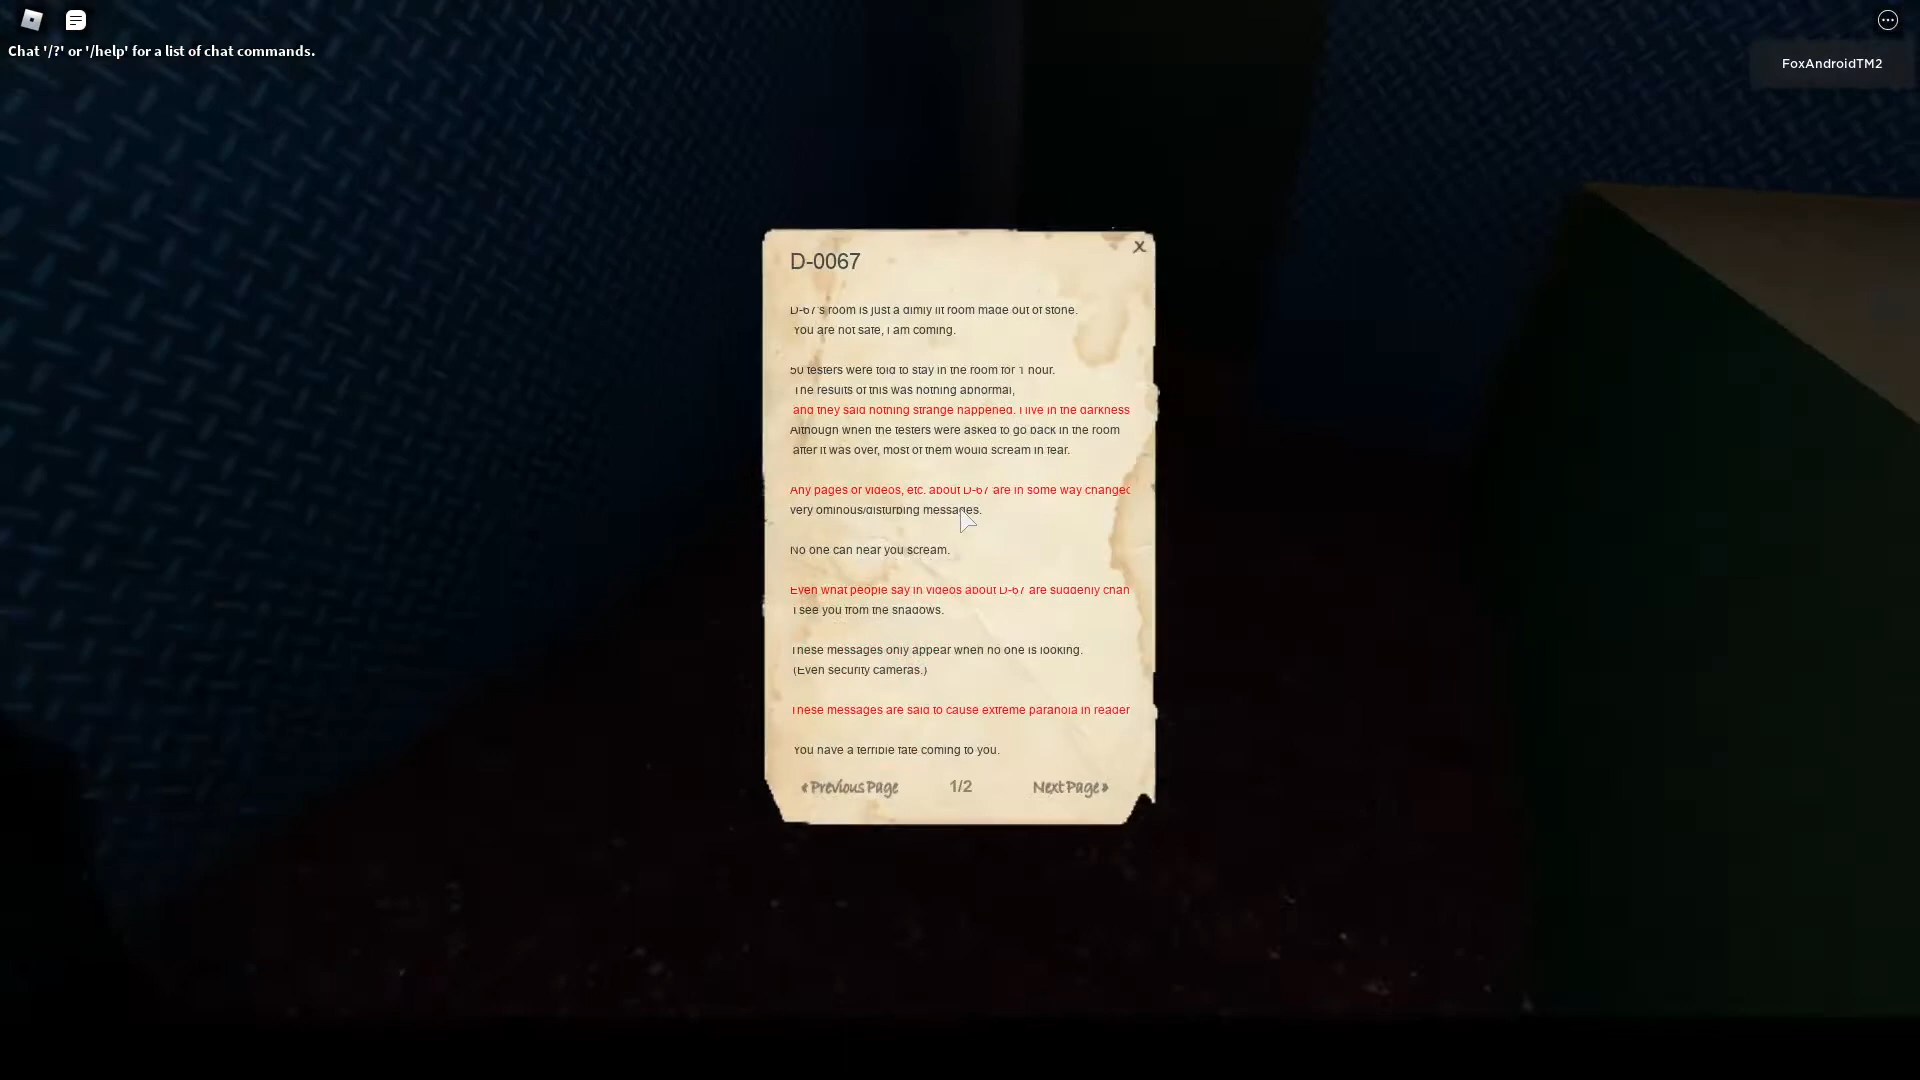 Chat '/?' or '/help' for a list of chat commands.
FoxAndroidTM2
D-0067
X
D-67's room is just a dimly lit room made out of stone.
You are not safe, I am coming.
50 testers were told to stay in the room for 1 hour.
The results of this was nothing abnormal,
and they said nothing strange happened. I live in the darkness
Although when the testers were asked to go back in the room
after it was over, most of them would scream in fear.
Any pages or videos, etc. about D-67 are in some way changed
very ominous/disturbing messages.
No one can hear you scream.
Even what people say in videos about D-67 are suddenly chan
I see you from the shadows.
These messages only appear when no one is looking.
(Even security cameras.)
These messages are said to cause extreme paranoia in reader
You have a terrible fate coming to you.
« Previous Page 1/2 Next Page »